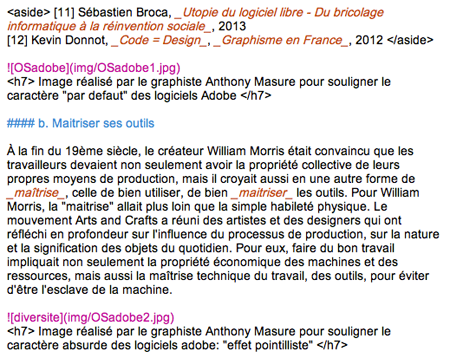 <aside> [11] Sébastien Broca, _Utopie du logiciel libre - Du bricolage
informatique à la réinvention sociale_, 2013
[12] Kevin Donnot, _Code = Design_, _Graphisme en France_, 2012 </aside>
![OSadobe](img/OSadobe1.jpg)
<h7> Image réalisé par le graphiste Anthony Masure pour souligner le
caractère "par defaut" des logiciels Adobe </h7>
#### b. Maitriser ses outils
À la fin du 19ème siècle, le créateur William Morris était convaincu que les
travailleurs devaient non seulement avoir la propriété collective de leurs
propres moyens de production, mais il croyait aussi en une autre forme de
_maîtrise_, celle de bien utiliser, de bien _maitriser_ les outils. Pour William
Morris, la "maitrise" allait plus loin que la simple habileté physique. Le
mouvement Arts and Crafts a réuni des artistes et des designers qui ont
réfléchi en profondeur sur l'influence du processus de production, sur la nature
et la signification des objets du quotidien. Pour eux, faire du bon travail
impliquait non seulement la propriété économique des machines et des
ressources, mais aussi la maîtrise technique du travail, des outils, pour éviter
d'être l'esclave de la machine.
![diversite](img/OSadobe2.jpg)
<h7> Image réalisé par le graphiste Anthony Masure pour souligner le
caractère absurde des logiciels adobe: "effet pointilliste" </h7>